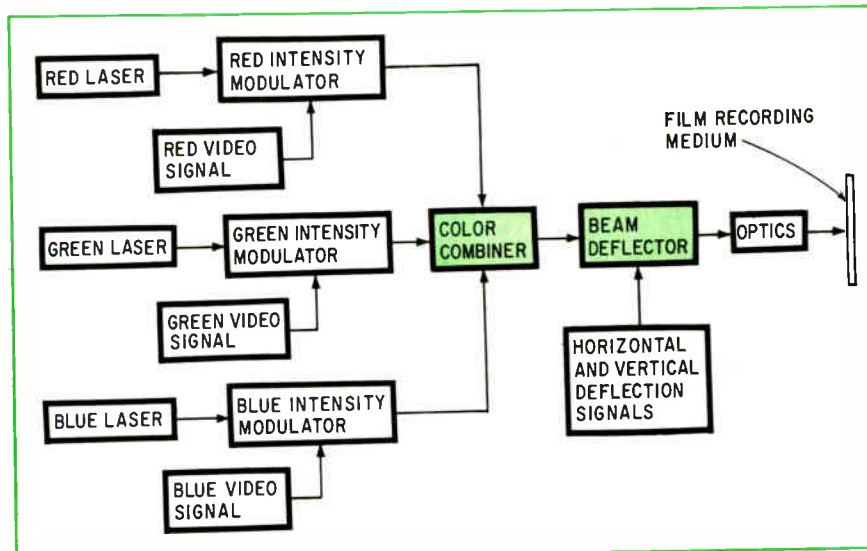 RED LASER
RED INTENSITY
MODULATOR
RED VIDEO
SIGNAL
FILM RECORDING
MEDIUM
GREEN LASER
GREEN INTENSITY
MODULATOR
GREEN VIDEO
SIGNAL
COLOR
COMBINER
BEAM
DEFLECTOR
OPTICS
HORIZONTAL
AND VERTICAL
DEFLECTION
SIGNALS
BLUE LASER
BLUE INTENSITY
MODULATOR
BLUE VIDEO
SIGNAL